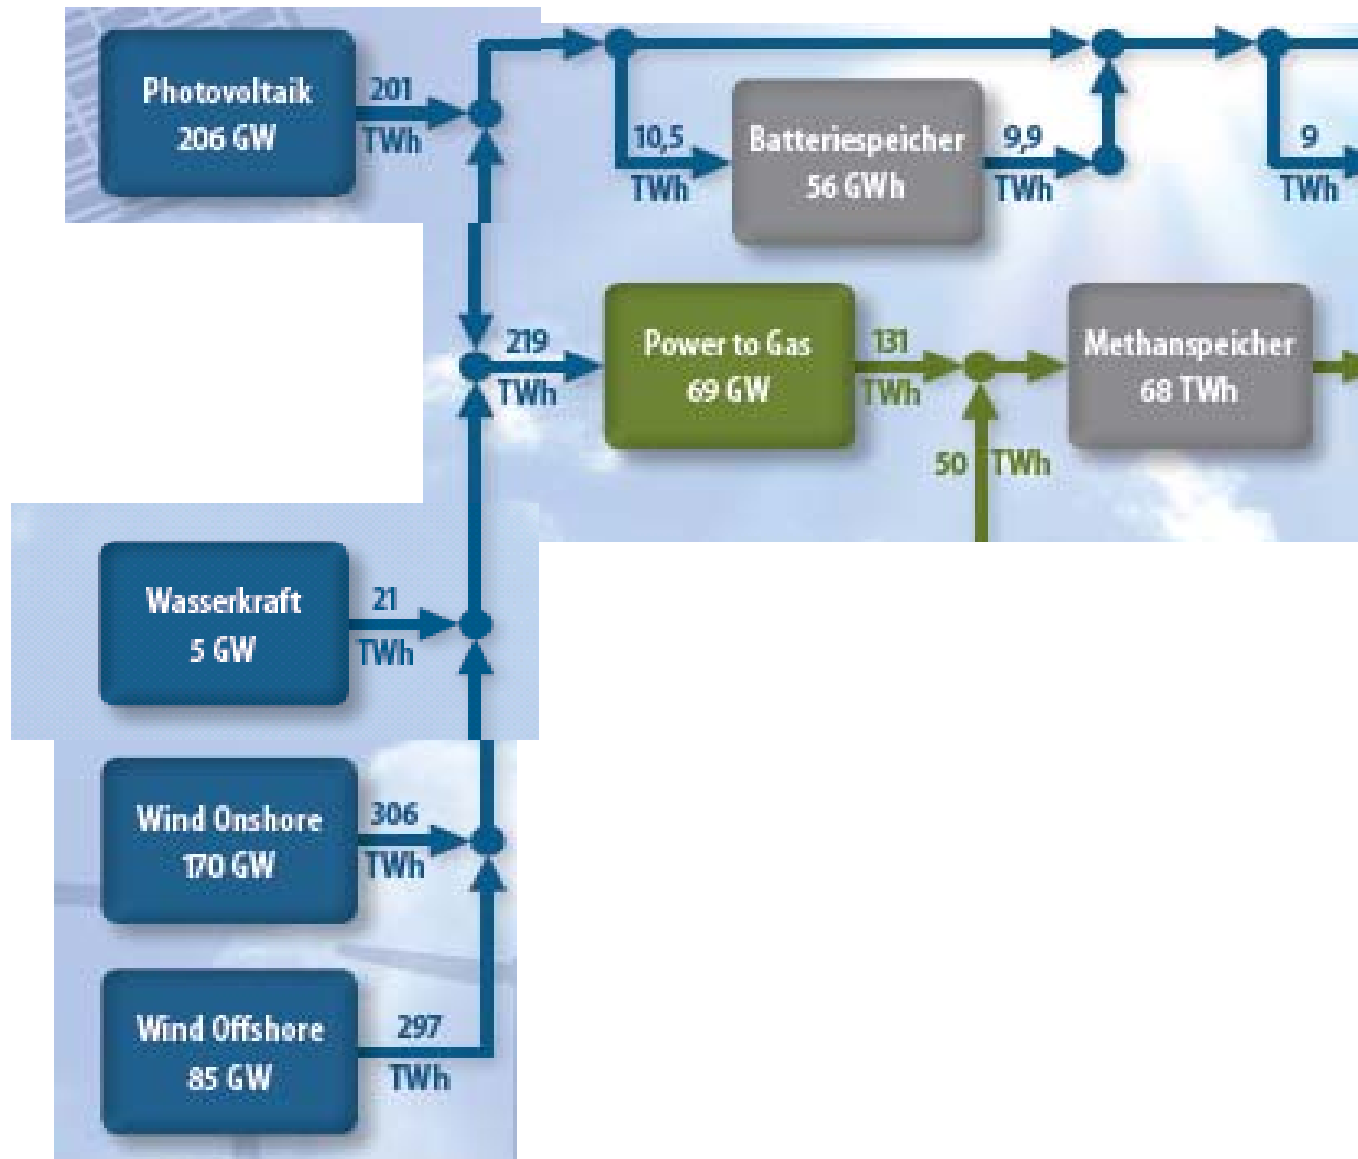 Photovoltaik
206 GW
201
TWh
10,5
TWh
Batteriespeicher
56 GWh
9,9
TWh
9
TWh
219
TWh
Power to Gas
69 GW
131
TWh
50 TWh
Methanspeicher
68 TWh
Wasserkraft
5 GW
21
TWh
Wind Onshore
170 GW
306
TWh
Wind Offshore
85 GW
297
TWh